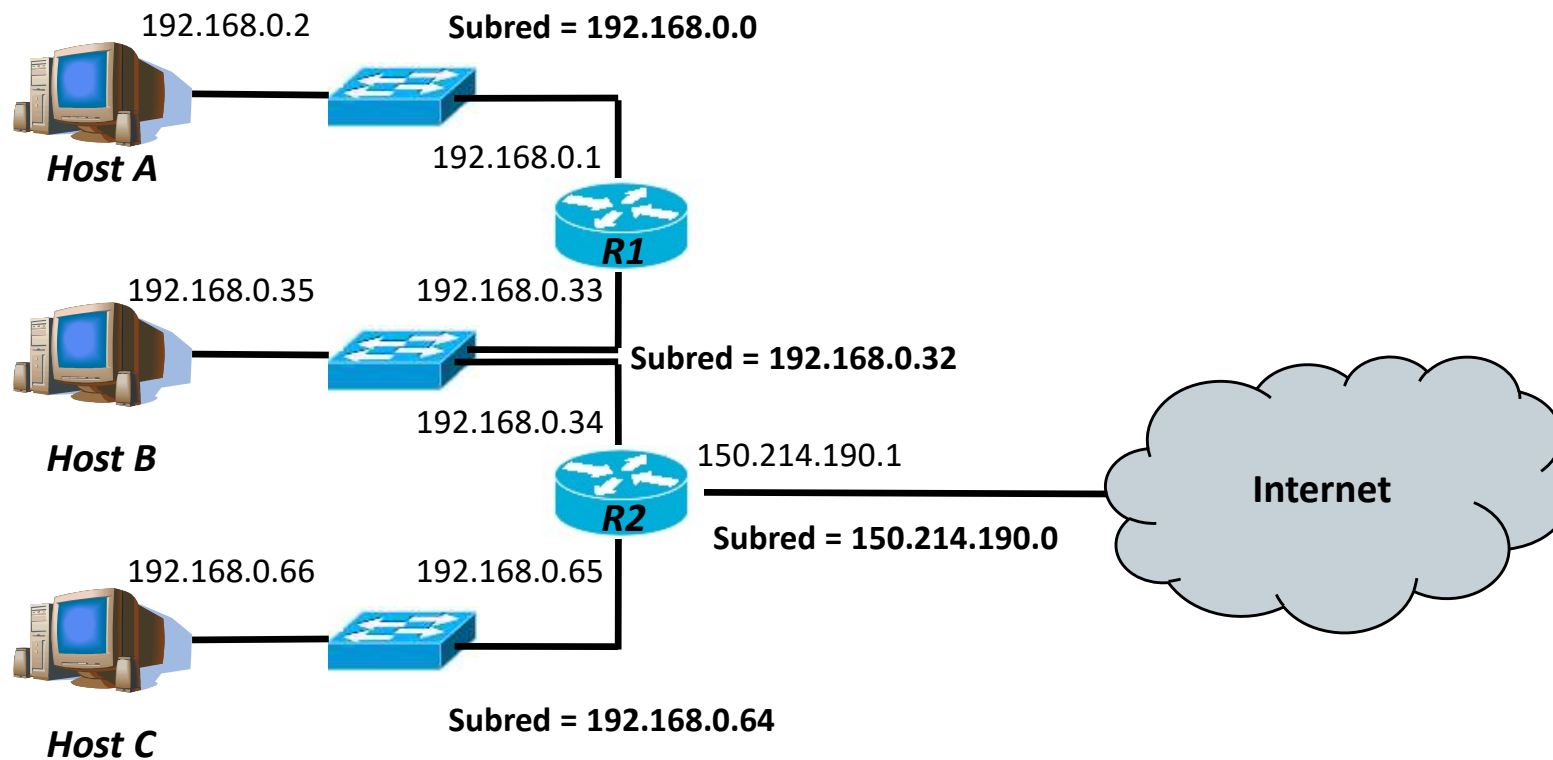 192.168.0.2
Subred = 192.168.0.0
Host A
192.168.0.1
R1
192.168.0.35
192.168.0.33
Subred = 192.168.0.32
Host B
192.168.0.34
150.214.190.1
R2
Internet
Subred = 150.214.190.0
192.168.0.66
192.168.0.65
Host C
Subred = 192.168.0.64